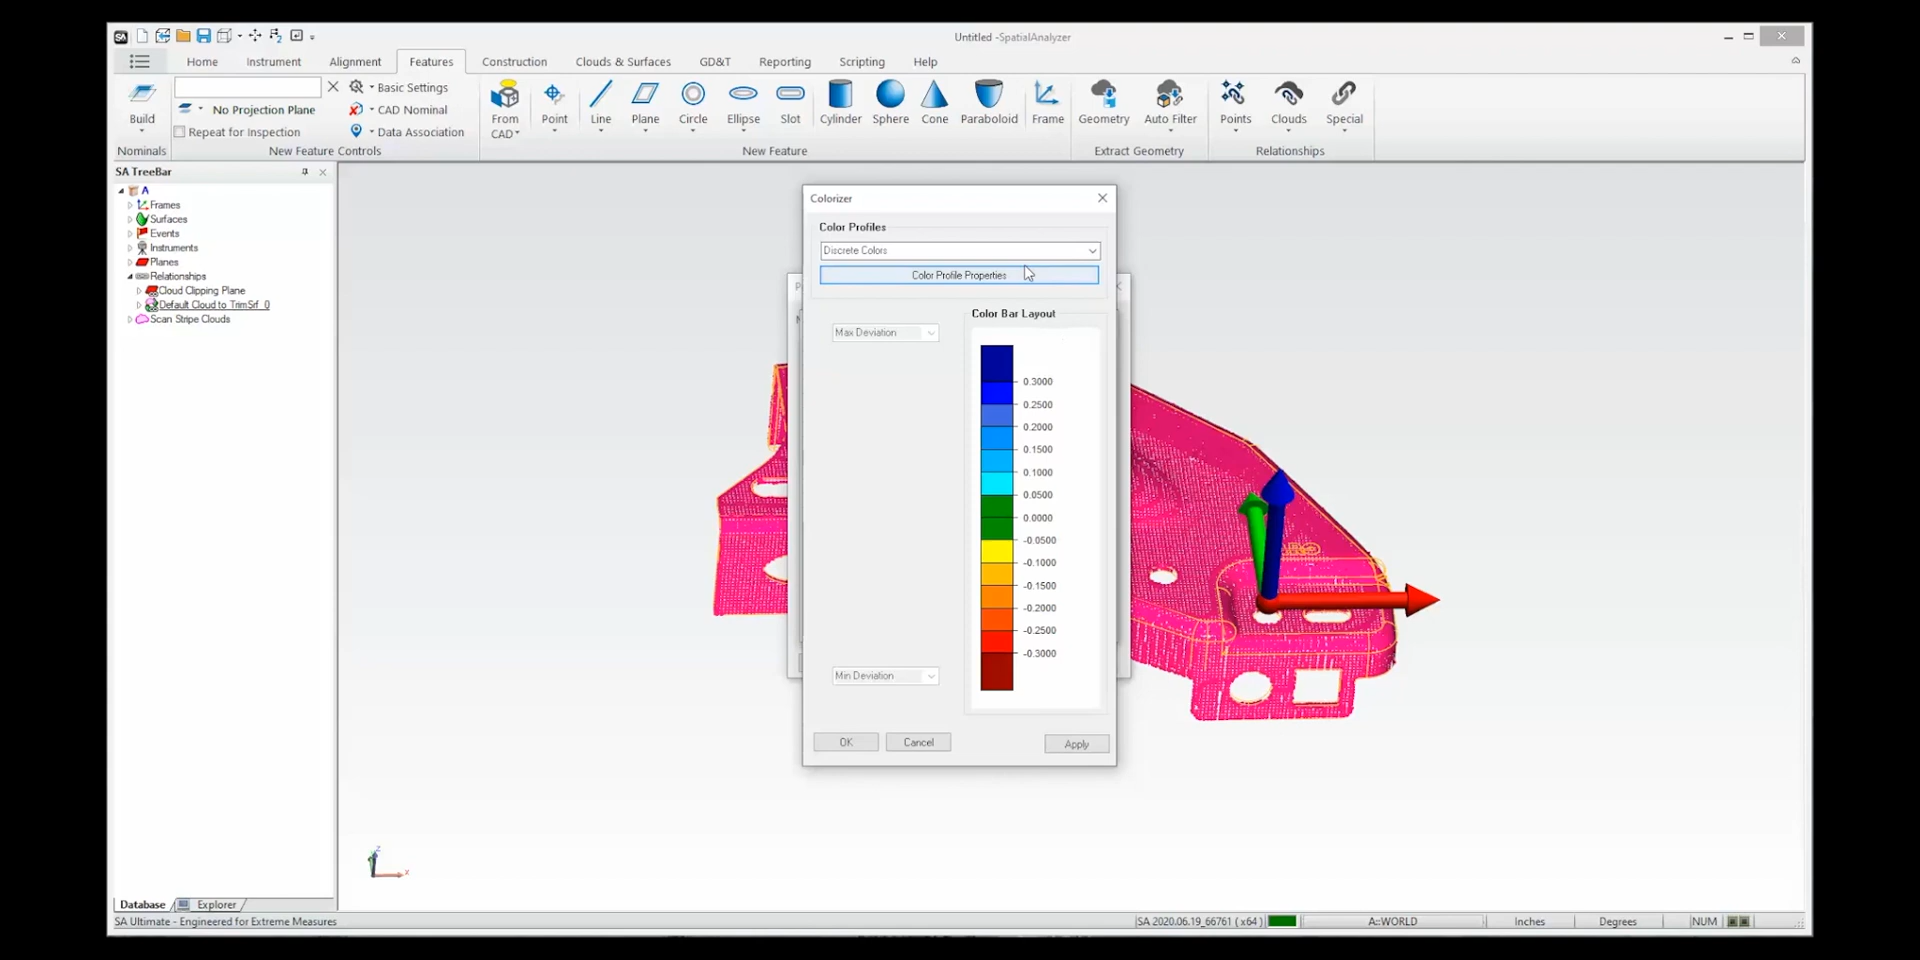 SA
Untitled -SpatialAnalyzer
Home Instrument Alignment Features Construction Clouds & Surfaces GD&T Reporting Scripting Help
Build
Nominals
No Projection Plane
Repeat for Inspection
Basic Settings
CAD Nominal
Data Association
New Feature Controls
From CAD
Point Line Plane Circle Ellipse Slot Cylinder Sphere Cone Paraboloid Frame
New Feature
Geometry Auto Filter
Extract Geometry
Points Clouds Special
Relationships
SA TreeBar
A
Frames
Surfaces
Events
Instruments
Planes
Relationships
Cloud Clipping Plane
Default Cloud to TrimSrf_0
Scan Stripe Clouds
Colorizer
Color Profiles
Discrete Colors
Color Profile Properties
Color Bar Layout
Max Deviation
0.3000
0.2500
0.2000
0.1500
0.1000
0.0500
0.0000
-0.0500
-0.1000
-0.1500
-0.2000
-0.2500
-0.3000
Min Deviation
OK Cancel Apply
Z
X
Database Explorer
SA Ultimate - Engineered for Extreme Measures
SA 2020.06.19_66761 (x64)
A::WORLD
Inches
Degrees
NUM